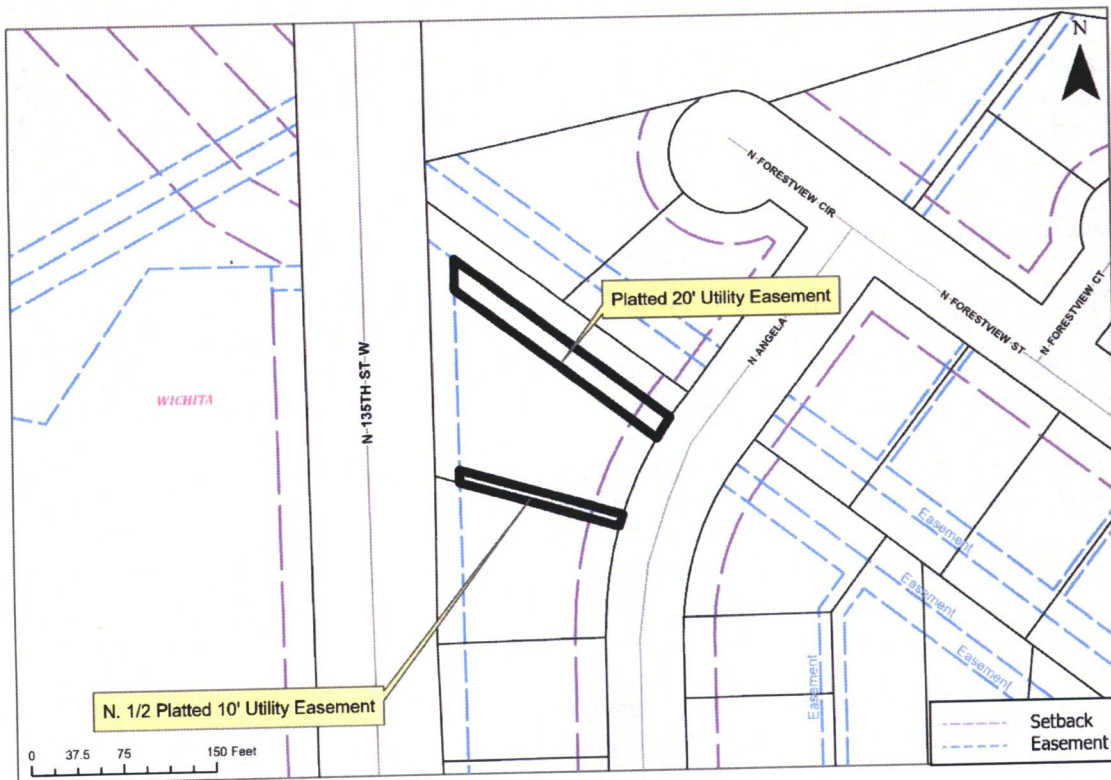 N
N-FORESTVIEW-CIR
Platted 20' Utility Easement
N-ANGELA
N-FORESTVIEW-ST
N-FORESTVIEW-CT
WICHITA
N-135TH-ST-W
Easement
Easement
Easement
Easement
N. 1/2 Platted 10' Utility Easement
0 37.5 75 150 Feet
Setback
Easement